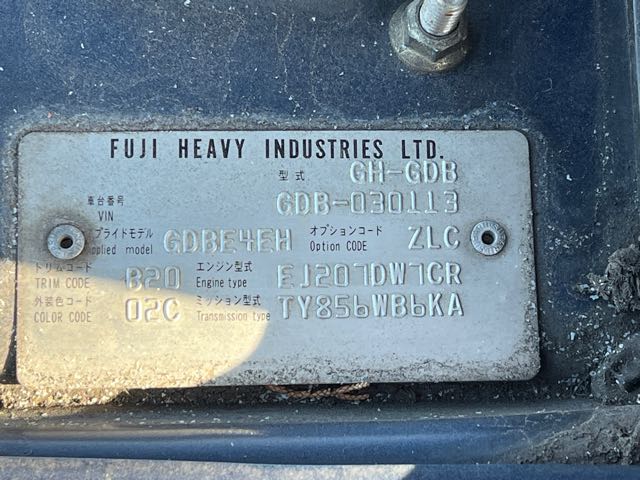 FUJI HEAVY INDUSTRIES LTD.
型式 GH-GDB
車台番号 VIN GDB-030113
プライドモデル オプションコード
pplied model GDBE4EH Option CODE ZLC
トリムコード エンジン型式
TRIM CODE B20 Engine type EJ207DW7CR
外装色コード ミッション型式
COLOR CODE 02C Transmission type TY856WB6KA